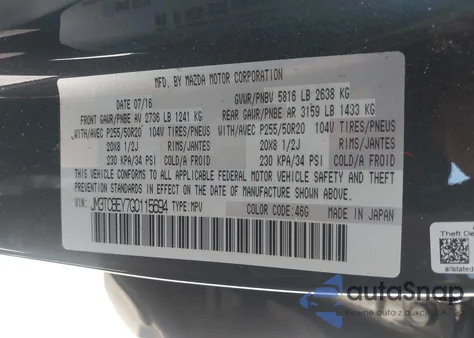 MFD. BY MAZDA MOTOR CORPORATION
DATE 07/16 GVWR/PNBV 5816 LB 2638 KG
FRONT GAWR/PNBE AV 2736 LB 1241 KG REAR GAWR/PNBE AR 3159 LB 1433 KG
WITH/AVEC P255/50R20 104V TIRES/PNEUS WITH/AVEC P255/50R20 104V TIRES/PNEUS
20X8 1/2J RIMS/JANTES 20X8 1/2J RIMS/JANTES
230 KPA/34 PSI COLD/A FROID 230 KPA/34 PSI COLD/A FROID
THIS VEHICLE CONFORMS TO ALL APPLICABLE FEDERAL MOTOR VEHICLE SAFETY AND
THEFT PREVENTION STANDARDS IN EFFECT ON THE DATE OF MANUFACTURE SHOWN ABOVE.
VIN: JM3TCBEY7G0115694 TYPE:MPV COLOR CODE:46G MADE IN JAPAN
Theft De
allstated
autoSnap